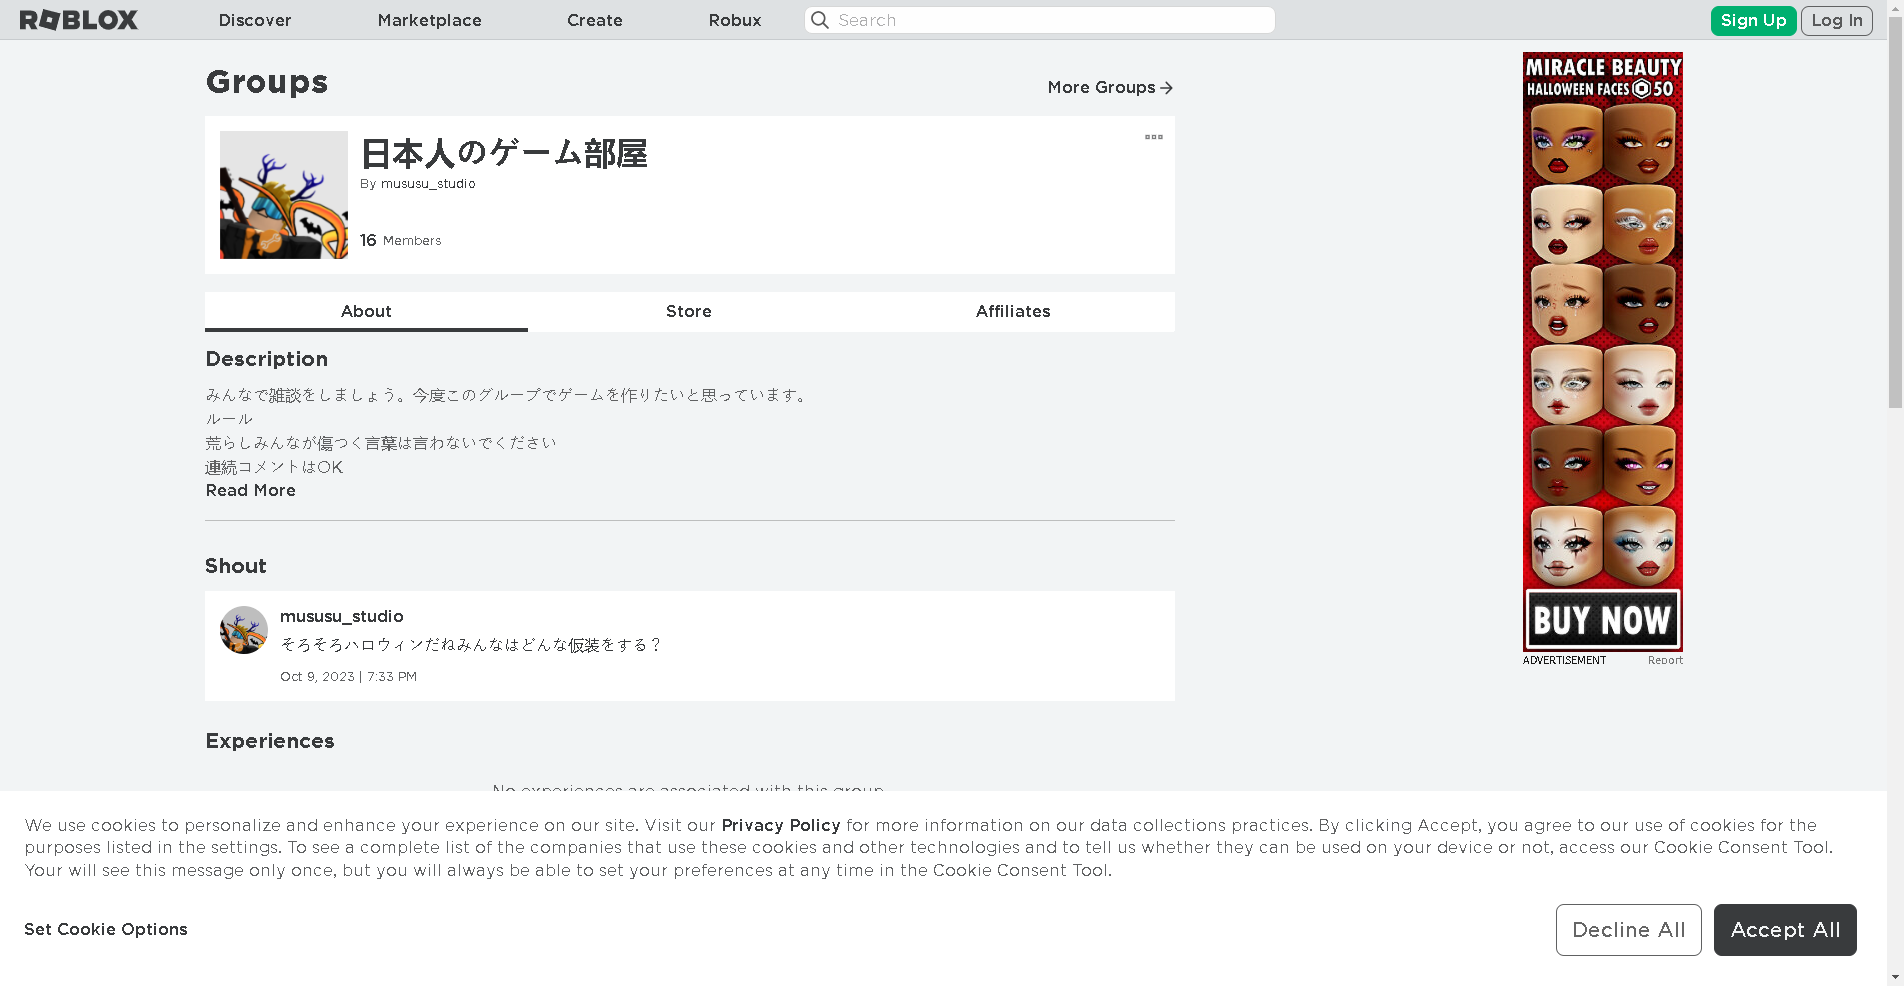 ROBLOX
Discover
Marketplace
Create
Robux
Search
Sign Up
Log In
Groups
More Groups
日本人のゲーム部屋
By mususu_studio
16 Members
About
Store
Affiliates
Description
みんなで雑談をしましょう。今度このグループでゲームを作りたいと思っています。
ルール
荒らしみんなが傷つく言葉は言わないでください
連続コメントはOK
Read More
Shout
mususu_studio
そろそろハロウィンだねみんなはどんな仮装をする？
Oct 9, 2023 | 7:33 PM
Experiences
No experiences are associated with this group
MIRACLE BEAUTY
HALLOWEEN FACES 50
BUY NOW
ADVERTISEMENT
Report
We use cookies to personalize and enhance your experience on our site. Visit our Privacy Policy for more information on our data collections practices. By clicking Accept, you agree to our use of cookies for the
purposes listed in the settings. To see a complete list of the companies that use these cookies and other technologies and to tell us whether they can be used on your device or not, access our Cookie Consent Tool.
Your will see this message only once, but you will always be able to set your preferences at any time in the Cookie Consent Tool.
Set Cookie Options
Decline All
Accept All